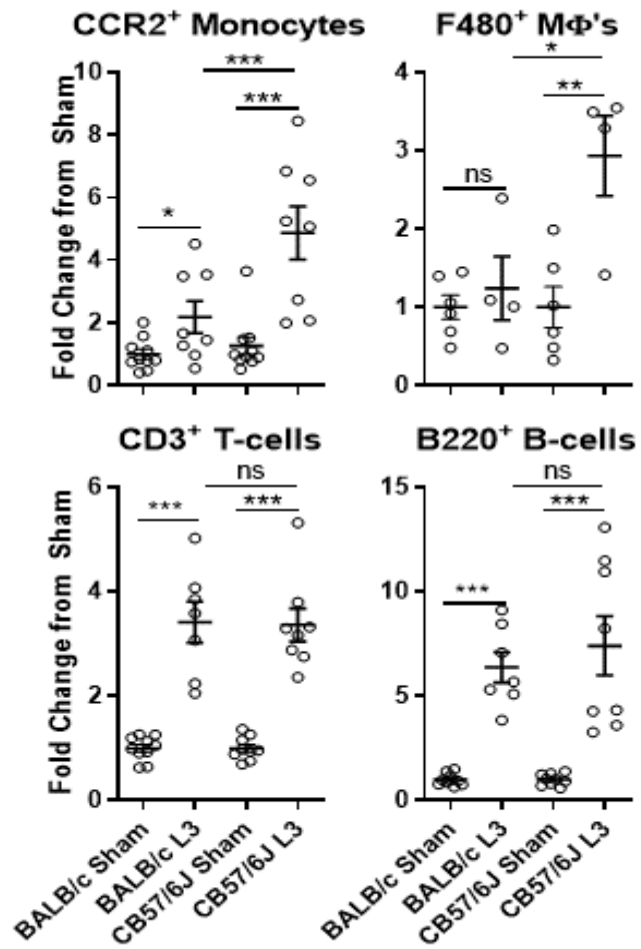 CCR2⁺ Monocytes
F480⁺ MΦ's
Fold Change from Sham
10
8
6
4
2
0
*
***
***
4
3
2
1
0
ns
*
**
CD3⁺ T-cells
B220⁺ B-cells
Fold Change from Sham
6
4
2
0
***
ns
***
15
10
5
0
***
ns
***
BALB/c Sham
BALB/c L3
CB57/6J Sham
CB57/6J L3
BALB/c Sham
BALB/c L3
CB57/6J Sham
CB57/6J L3